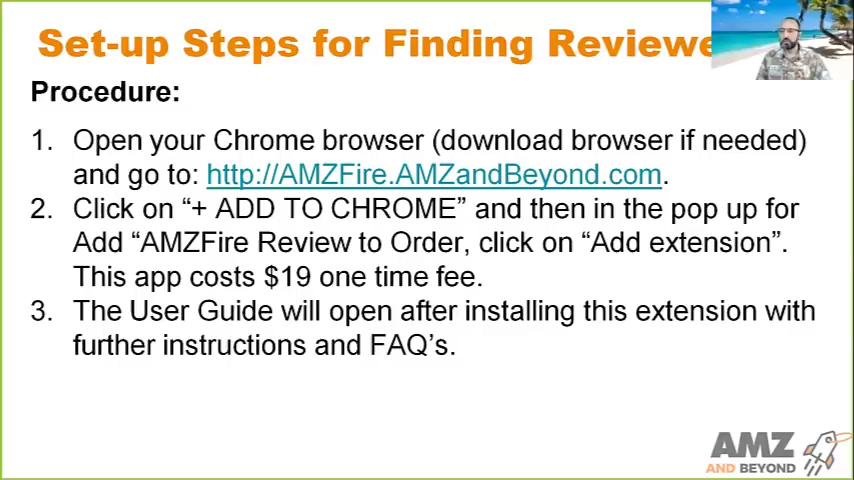 Set-up Steps for Finding Reviewe
Procedure:
1. Open your Chrome browser (download browser if needed)
and go to: http://AMZFire.AMZandBeyond.com.
2. Click on “+ ADD TO CHROME” and then in the pop up for
Add “AMZFire Review to Order, click on “Add extension”.
This app costs $19 one time fee.
3. The User Guide will open after installing this extension with
further instructions and FAQ’s.
AMZ
AND BEYOND